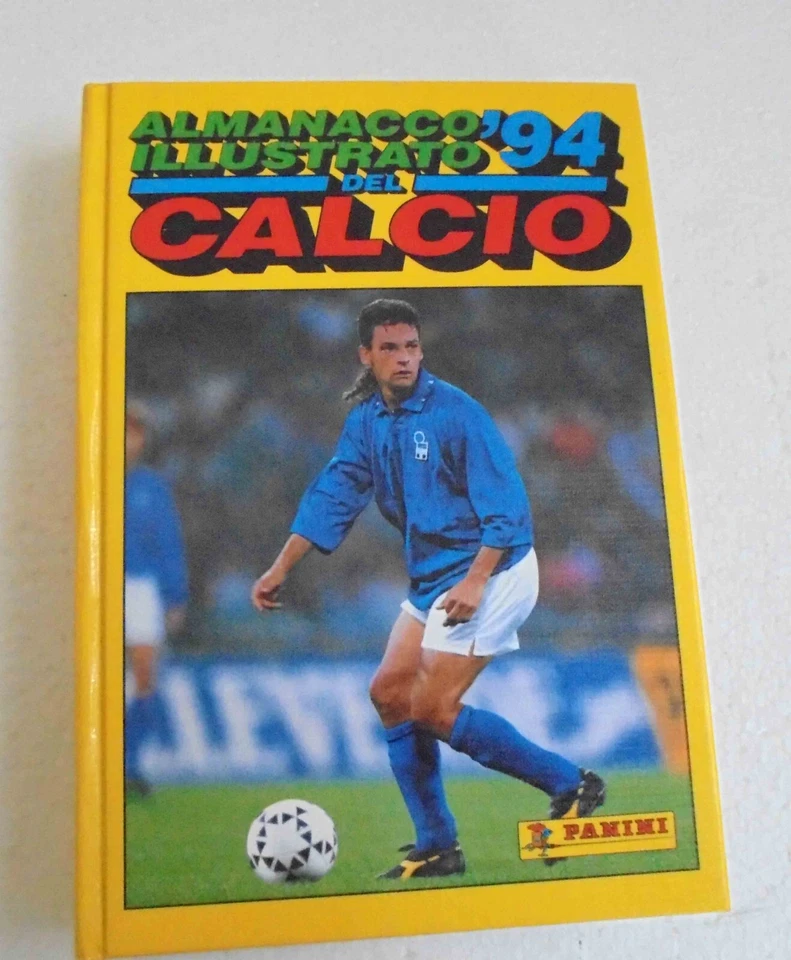 ALMANACCO '94
ILLUSTRATO
DEL
CALCIO
PANINI